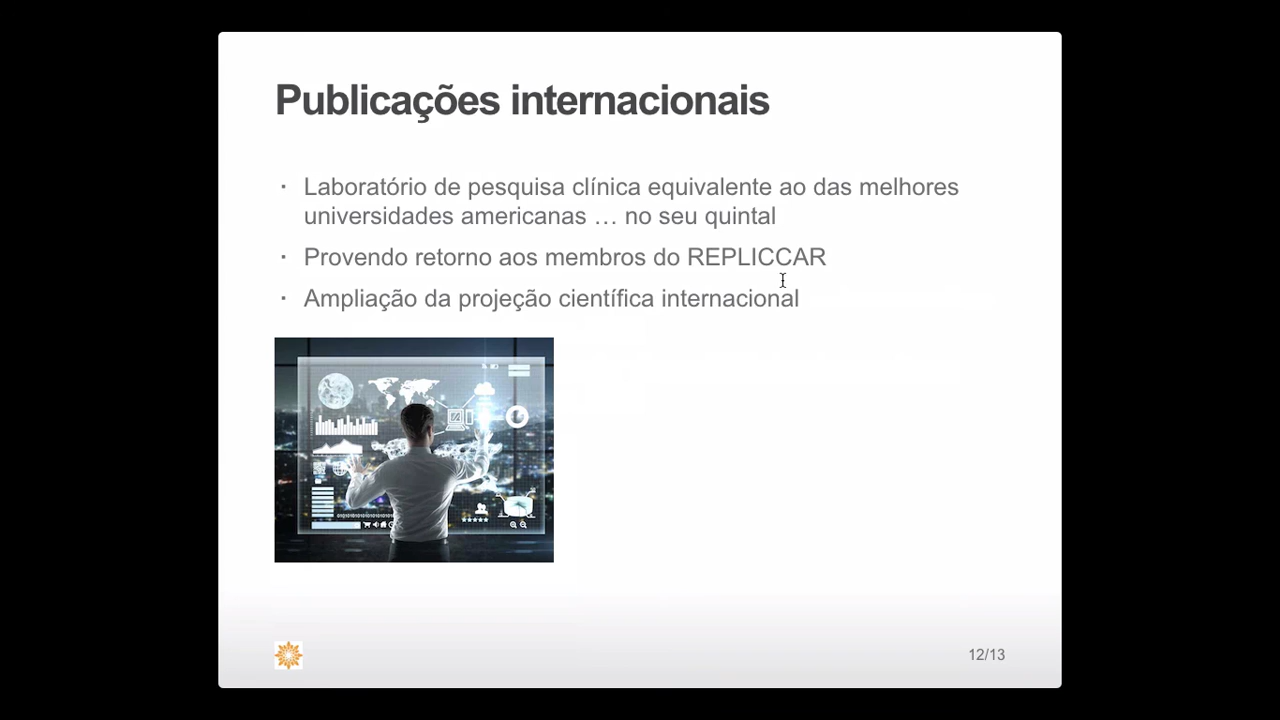 Publicações internacionais
· Laboratório de pesquisa clínica equivalente ao das melhores
universidades americanas … no seu quintal
· Provendo retorno aos membros do REPLICCAR
· Ampliação da projeção científica internacional
12/13